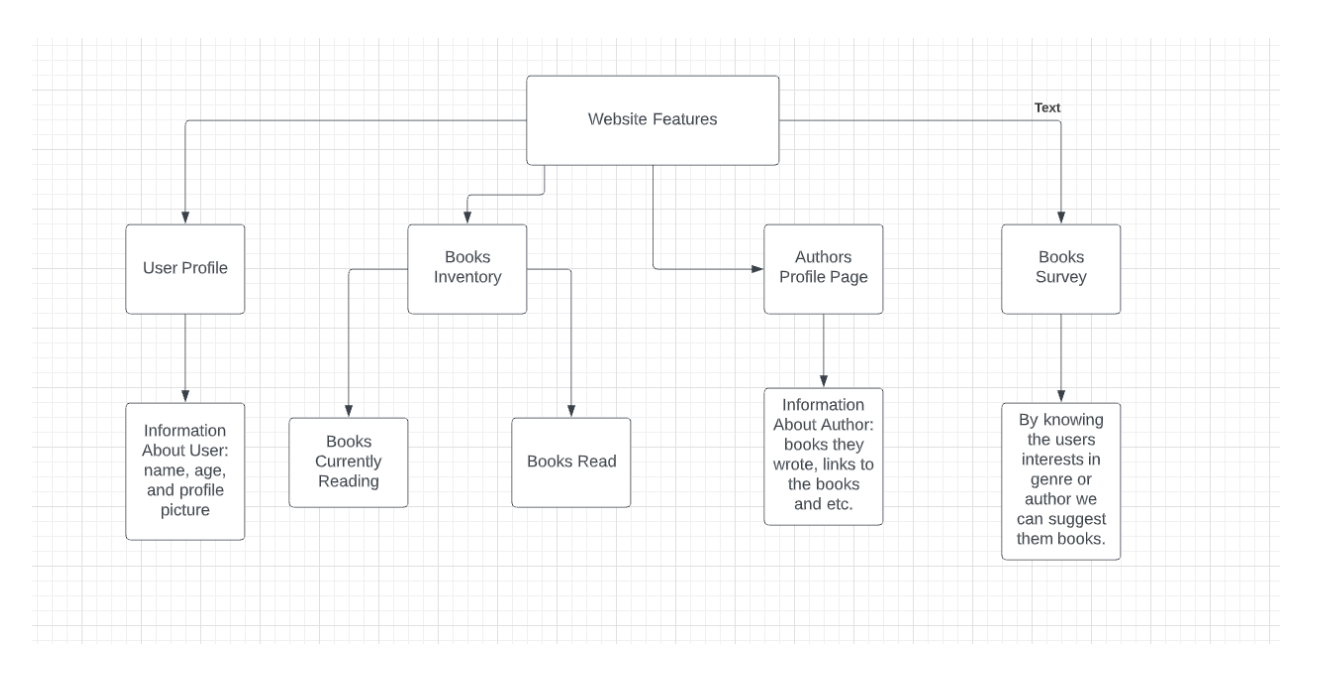 Text
Website Features
User Profile
Books
Inventory
Authors
Profile Page
Books
Survey
Information
About User:
name, age,
and profile
picture
Books
Currently
Reading
Books Read
Information
About Author:
books they
wrote, links to
the books
and etc.
By knowing
the users
interests in
genre or
author we
can suggest
them books.